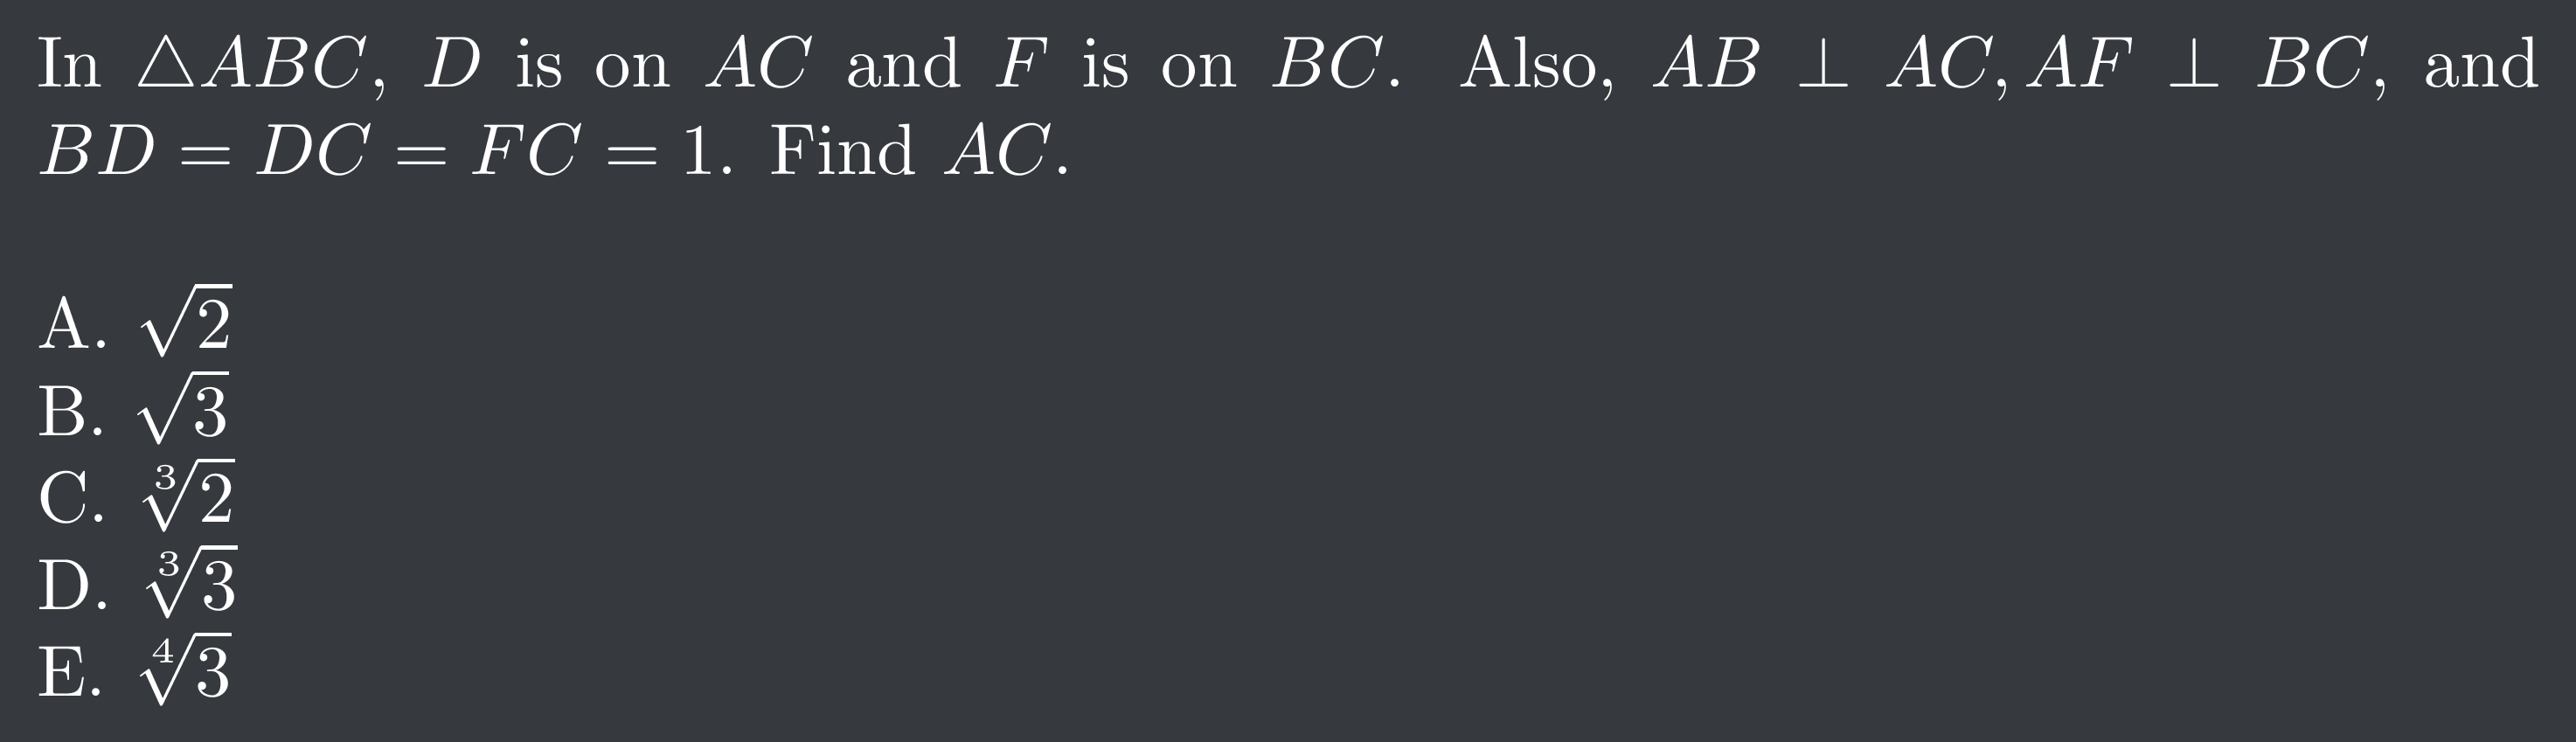 In △ABC, D is on AC and F is on BC. Also, AB ⊥ AC, AF ⊥ BC, and
BD = DC = FC = 1. Find AC.
A. √2
B. √3
C. ∛2
D. ∛3
E. ∜3